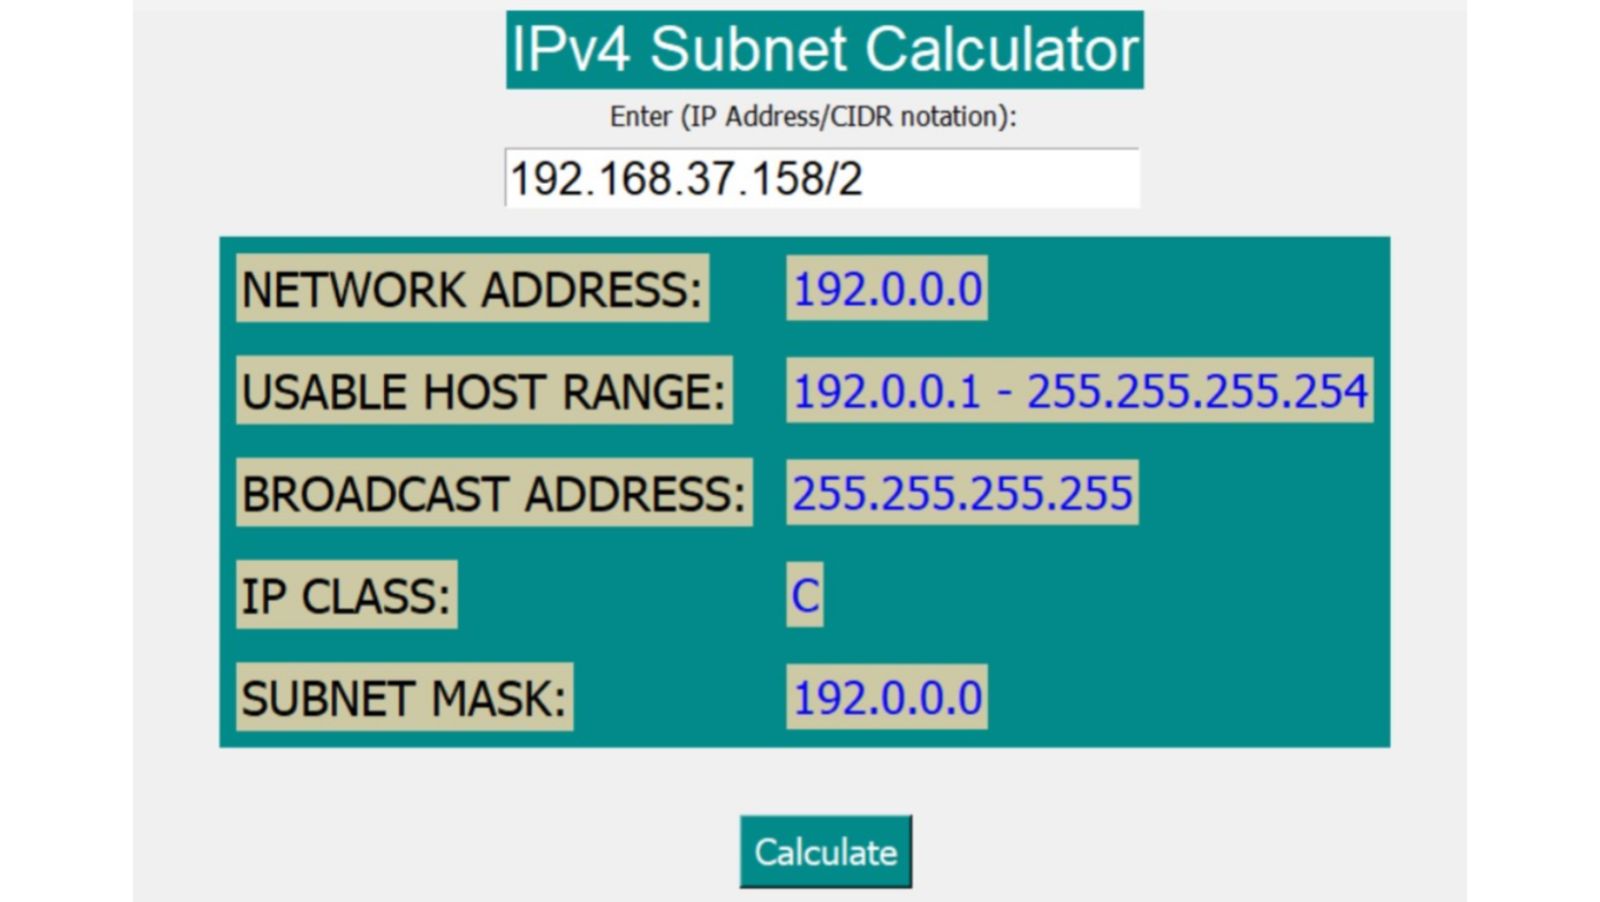 IPv4 Subnet Calculator
Enter (IP Address/CIDR notation):
192.168.37.158/2
NETWORK ADDRESS: 192.0.0.0
USABLE HOST RANGE: 192.0.0.1 - 255.255.255.254
BROADCAST ADDRESS: 255.255.255.255
IP CLASS: C
SUBNET MASK: 192.0.0.0
Calculate